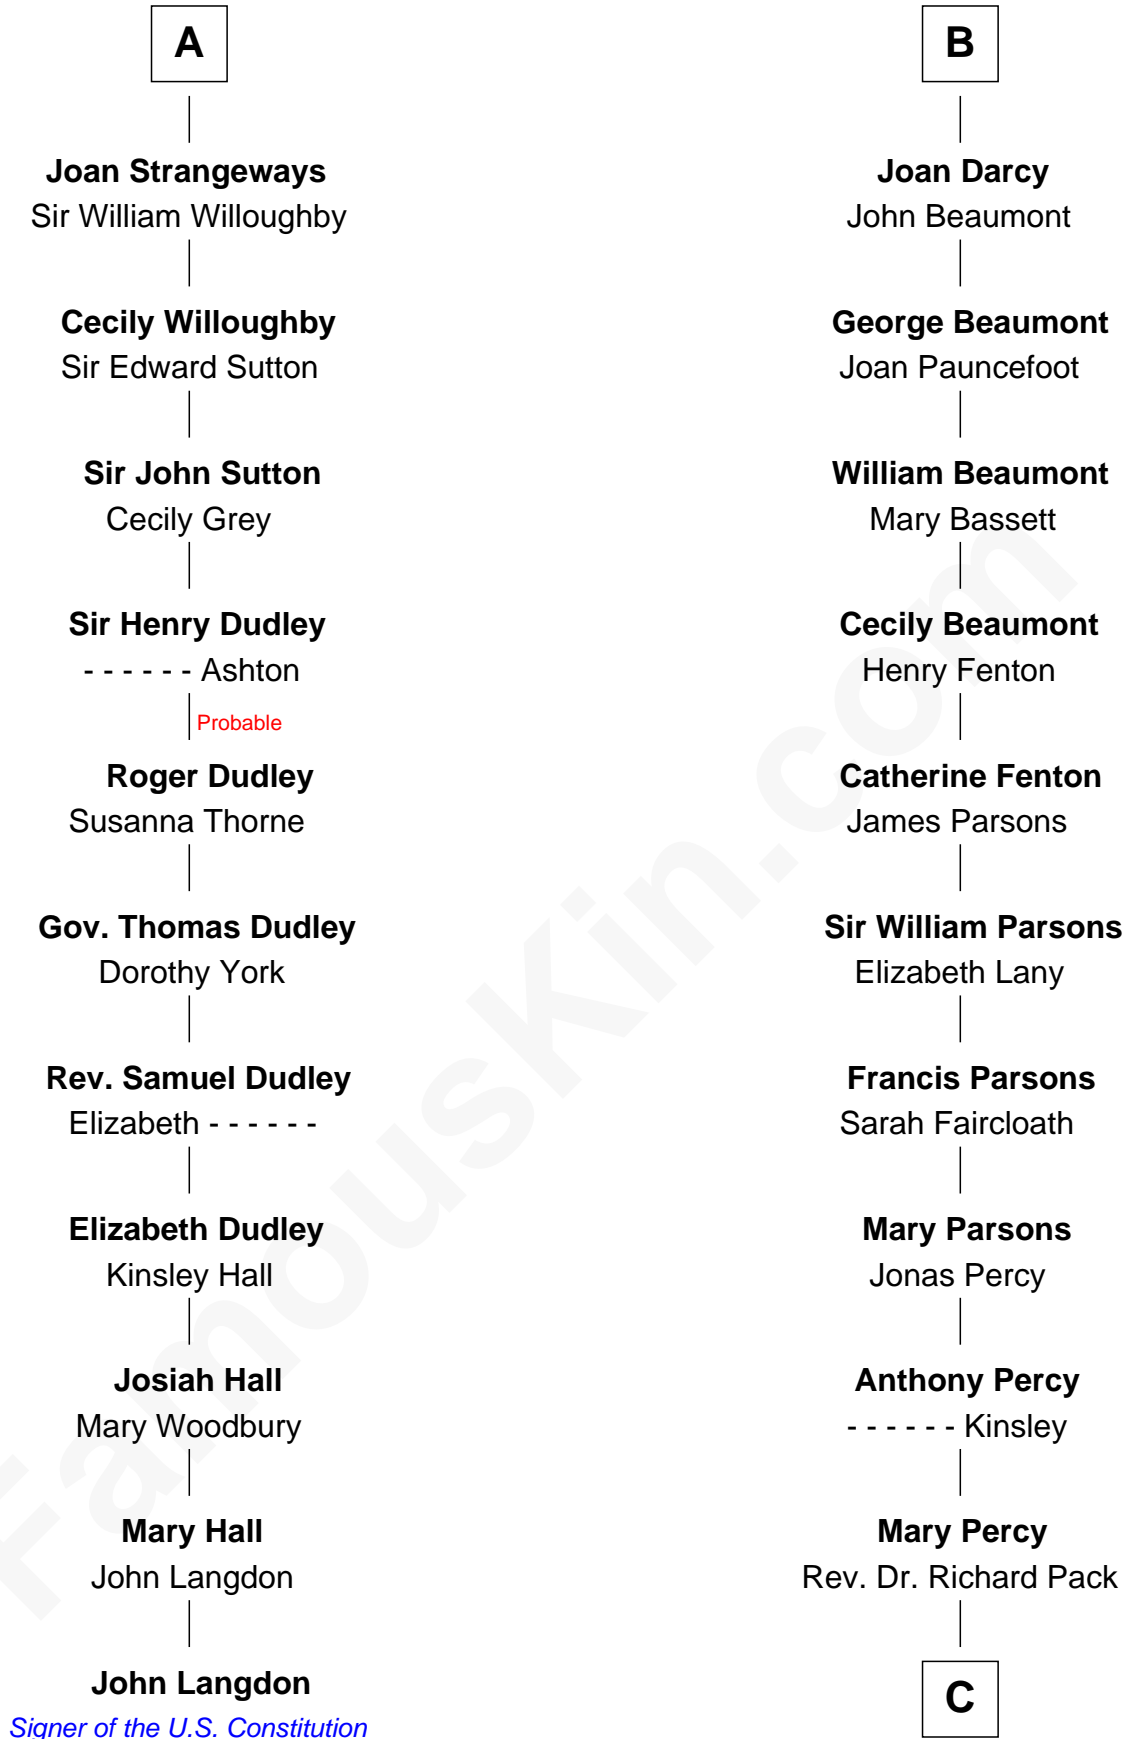 A
Joan Strangeways
Sir William Willoughby
Cecily Willoughby
Sir Edward Sutton
Sir John Sutton
Cecily Grey
Sir Henry Dudley
- - - - - - Ashton
Probable
Roger Dudley
Susanna Thorne
Gov. Thomas Dudley
Dorothy York
Rev. Samuel Dudley
Elizabeth - - - - - -
Elizabeth Dudley
Kinsley Hall
Josiah Hall
Mary Woodbury
Mary Hall
John Langdon
John Langdon
Signer of the U.S. Constitution
B
Joan Darcy
John Beaumont
George Beaumont
Joan Pauncefoot
William Beaumont
Mary Bassett
Cecily Beaumont
Henry Fenton
Catherine Fenton
James Parsons
Sir William Parsons
Elizabeth Lany
Francis Parsons
Sarah Faircloath
Mary Parsons
Jonas Percy
Anthony Percy
- - - - - - Kinsley
Mary Percy
Rev. Dr. Richard Pack
C
FamousKin.com